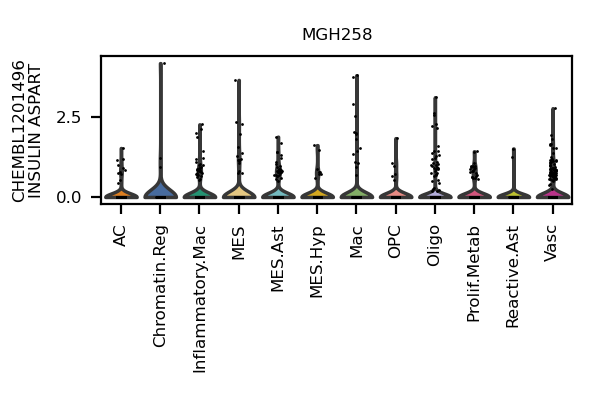 MGH258
CHEMBL1201496
INSULIN ASPART
2.5
0.0
AC
Chromatin.Reg
Inflammatory.Mac
MES
MES.Ast
MES.Hyp
Mac
OPC
Oligo
Prolif.Metab
Reactive.Ast
Vasc